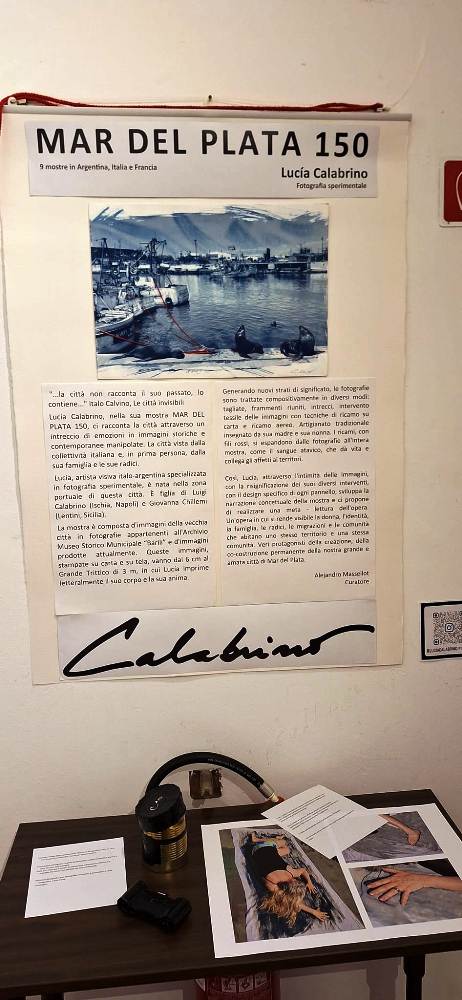 MAR DEL PLATA 150
9 mostre in Argentina, Italia e Francia
Lucía Calabrino
Fotografia sperimentale
"...la città non racconta il suo passato, lo
contiene..." Italo Calvino, Le città invisibili
Lucía Calabrino, nella sua mostra MAR DEL
PLATA 150, ci racconta la città attraverso un
intreccio di emozioni in immagini storiche e
contemporanee manipolate. La città vista dalla
collettività italiana e, in prima persona, dalla
sua famiglia e le sue radici.
Lucía, artista visiva italo-argentina specializzata
in fotografia sperimentale, è nata nella zona
portuale di questa città. È figlia di Luigi
Calabrino (Ischia, Napoli) e Giovanna Chillemi
(Lentini, Sicilia).
La mostra è composta d'immagini della vecchia
città in fotografie appartenenti all'Archivio
Museo Storico Municipale "Barili" e d'immagini
prodotte attualmente. Queste immagini,
stampate su carta e su tela, vanno dai 6 cm al
Grande Trittico di 3 m, in cui Lucía imprime
letteralmente il suo corpo e la sua anima.
Generando nuovi strati di significato, le fotografie
sono trattate compositivamente in diversi modi:
tagliate, frammenti riuniti, intrecci, intervento
tessile delle immagini con tecniche di ricamo su
carta e ricamo aereo. Artigianato tradizionale
insegnato da sua madre e sua nonna. I ricami, con
fili rossi, si espandono dalle fotografie all'intera
mostra, come il sangue atavico, che dà vita e
collega gli affetti ai territori.
Così, Lucía, attraverso l'intimità delle immagini,
con la risignificazione dei suoi diversi interventi,
con il design specifico di ogni pannello, sviluppa la
narrazione concettuale della mostra e ci propone
di realizzare una meta - lettura dell'opera.
Un'opera in cui si rende visibile la donna, l'identità,
la famiglia, le radici, le migrazioni e le comunità
che abitano uno stesso territorio e una stessa
comunità. Veri protagonisti della creazione, della
co-costruzione permanente della nostra grande e
amata città di Mar del Plata.
Alejandro Massellot
Curatore
Calabrino